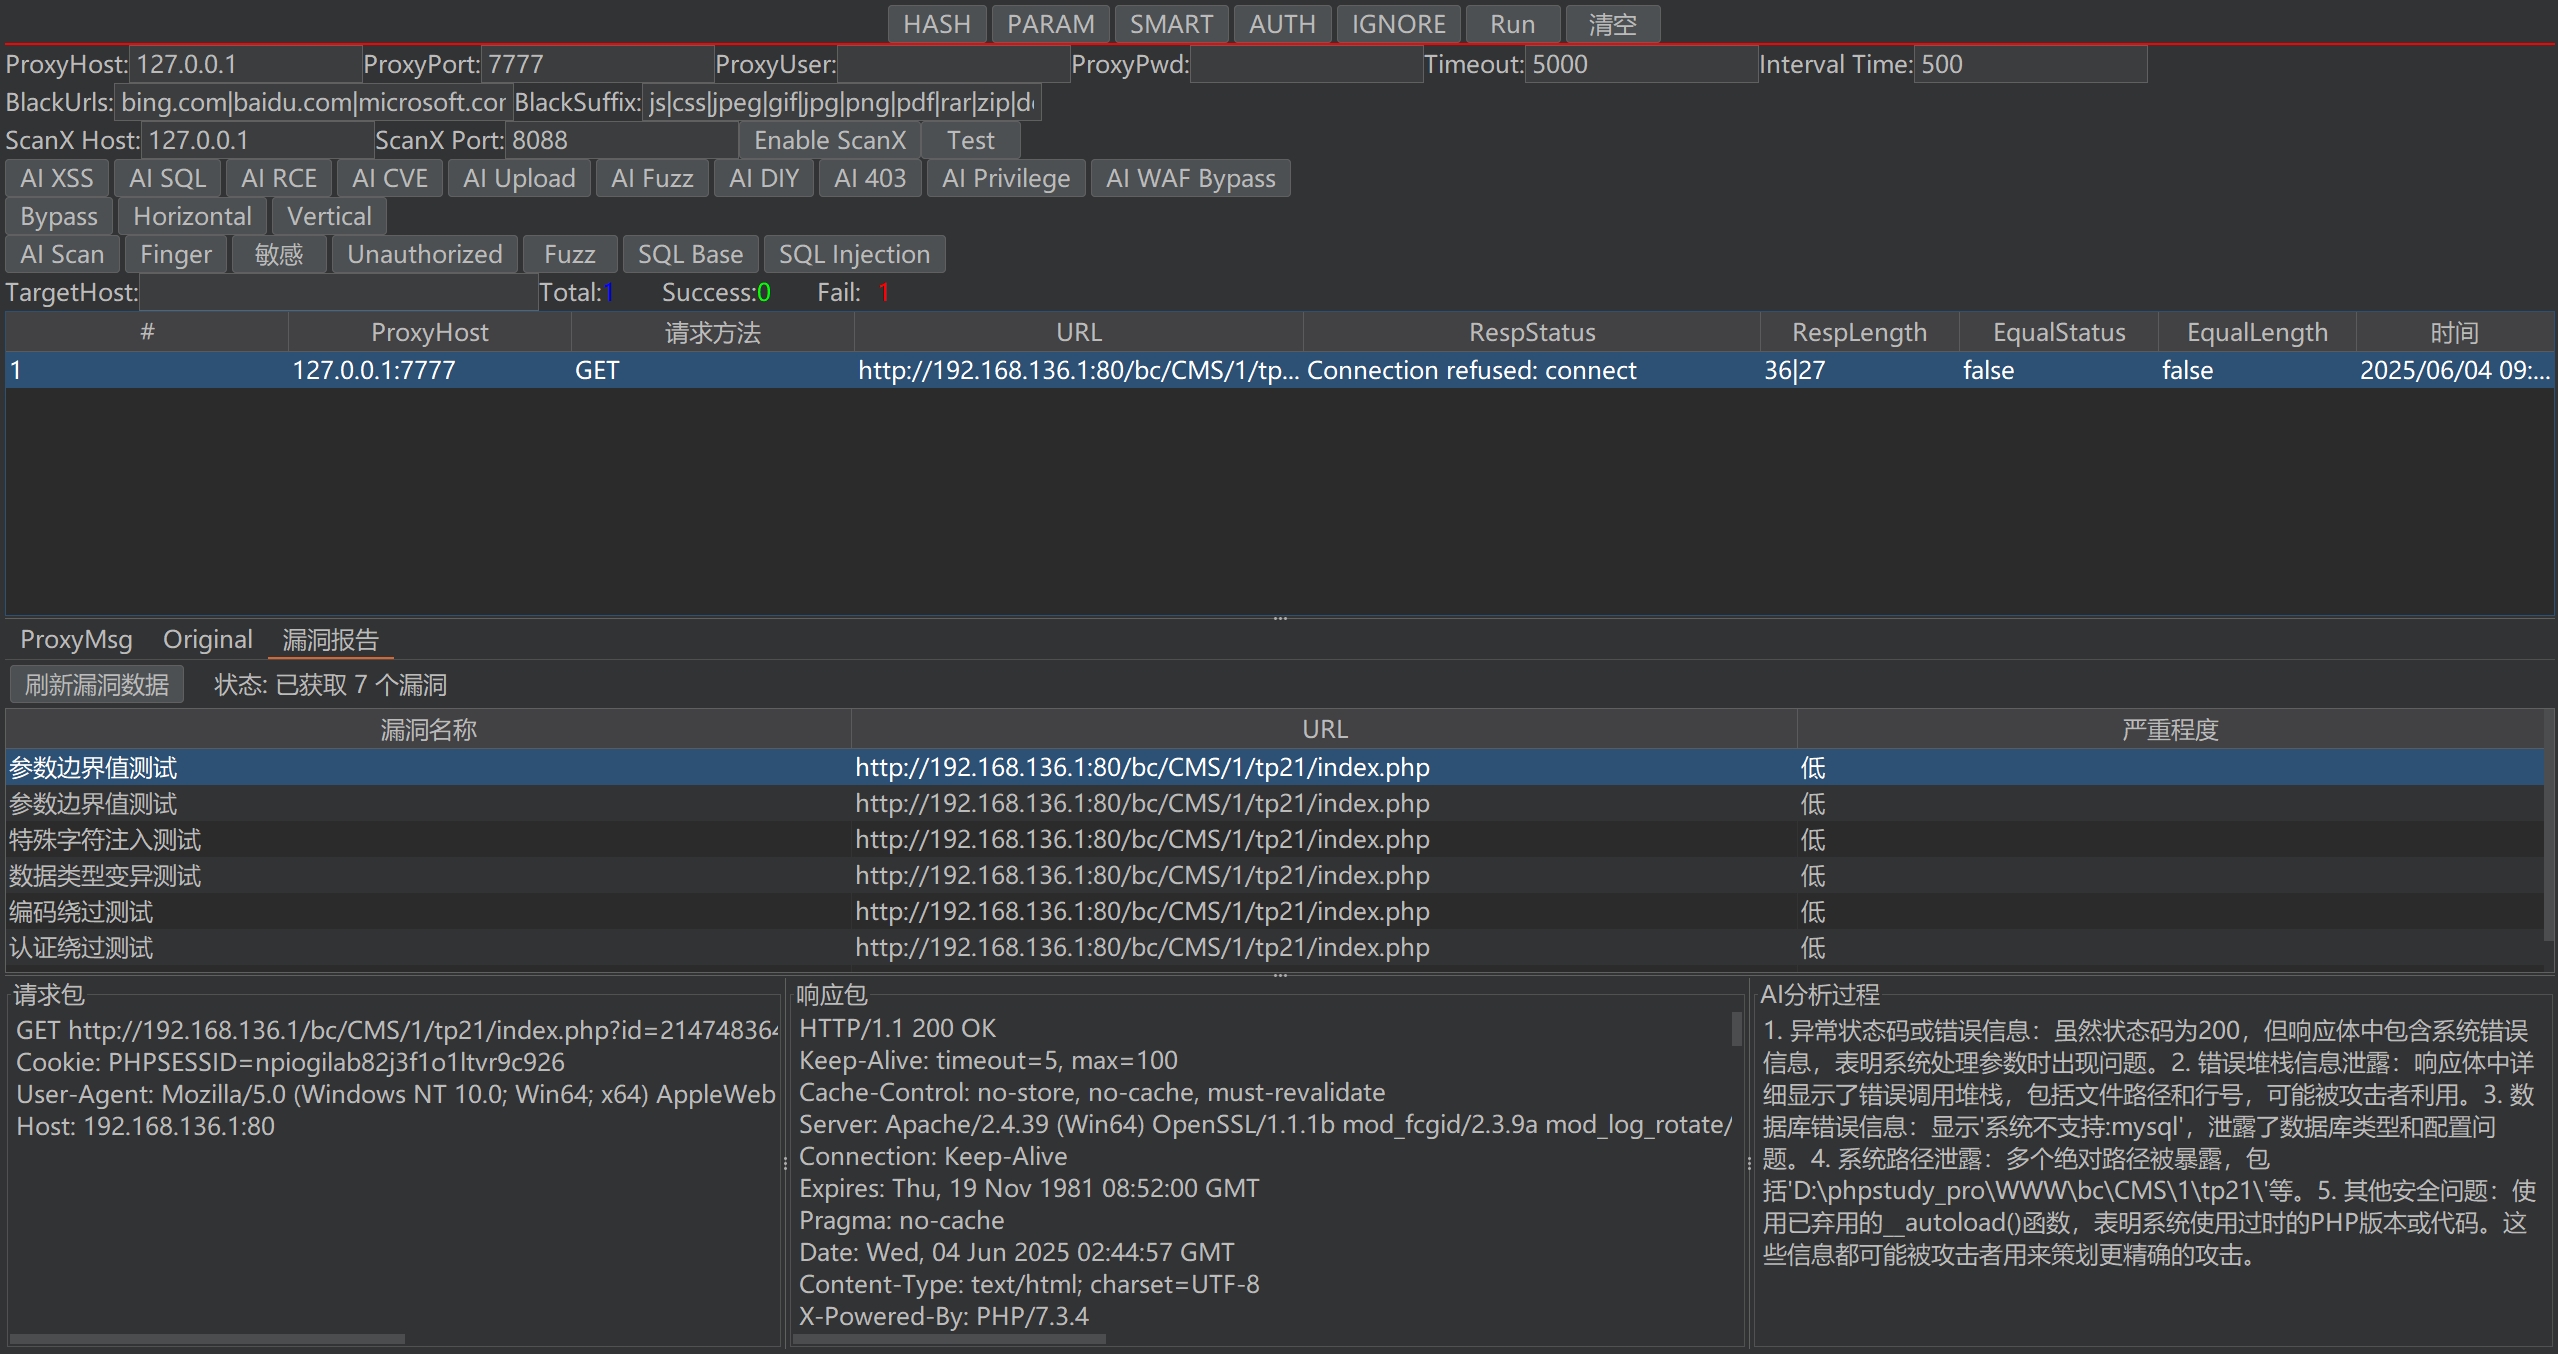 HASH PARAM SMART AUTH IGNORE Run 清空
ProxyHost: 127.0.0.1 ProxyPort: 7777 ProxyUser: ProxyPwd: Timeout: 5000 Interval Time: 500
BlackUrls: bing.com|baidu.com|microsoft.cor BlackSuffix: js|css|jpeg|gif|jpg|png|pdf|rar|zip|d
ScanX Host: 127.0.0.1 ScanX Port: 8088 Enable ScanX Test
AI XSS AI SQL AI RCE AI CVE AI Upload AI Fuzz AI DIY AI 403 AI Privilege AI WAF Bypass
Bypass Horizontal Vertical
AI Scan Finger 敏感 Unauthorized Fuzz SQL Base SQL Injection
TargetHost: Total:1 Success:0 Fail: 1
# ProxyHost 请求方法 URL RespStatus RespLength EqualStatus EqualLength 时间
1 127.0.0.1:7777 GET http://192.168.136.1:80/bc/CMS/1/tp... Connection refused: connect 36|27 false false 2025/06/04 09:...
ProxyMsg Original 漏洞报告
刷新漏洞数据 状态: 已获取 7 个漏洞
漏洞名称 URL 严重程度
参数边界值测试 http://192.168.136.1:80/bc/CMS/1/tp21/index.php 低
参数边界值测试 http://192.168.136.1:80/bc/CMS/1/tp21/index.php 低
特殊字符注入测试 http://192.168.136.1:80/bc/CMS/1/tp21/index.php 低
数据类型变异测试 http://192.168.136.1:80/bc/CMS/1/tp21/index.php 低
编码绕过测试 http://192.168.136.1:80/bc/CMS/1/tp21/index.php 低
认证绕过测试 http://192.168.136.1:80/bc/CMS/1/tp21/index.php 低
请求包
GET http://192.168.136.1/bc/CMS/1/tp21/index.php?id=214748364
Cookie: PHPSESSID=npiogilab82j3f1o1ltvr9c926
User-Agent: Mozilla/5.0 (Windows NT 10.0; Win64; x64) AppleWeb
Host: 192.168.136.1:80
响应包
HTTP/1.1 200 OK
Keep-Alive: timeout=5, max=100
Cache-Control: no-store, no-cache, must-revalidate
Server: Apache/2.4.39 (Win64) OpenSSL/1.1.1b mod_fcgid/2.3.9a mod_log_rotate/
Connection: Keep-Alive
Expires: Thu, 19 Nov 1981 08:52:00 GMT
Pragma: no-cache
Date: Wed, 04 Jun 2025 02:44:57 GMT
Content-Type: text/html; charset=UTF-8
X-Powered-By: PHP/7.3.4
AI分析过程
1. 异常状态码或错误信息：虽然状态码为200，但响应体中包含系统错误
信息，表明系统处理参数时出现问题。2. 错误堆栈信息泄露：响应体中详
细显示了错误调用堆栈，包括文件路径和行号，可能被攻击者利用。3. 数
据库错误信息：显示'系统不支持:mysql'，泄露了数据库类型和配置问
题。4. 系统路径泄露：多个绝对路径被暴露，包
括'D:\phpstudy_pro\WWW\bc\CMS\1\tp21\'等。5. 其他安全问题：使
用已弃用的__autoload()函数，表明系统使用过时的PHP版本或代码。这
些信息都可能被攻击者用来策划更精确的攻击。